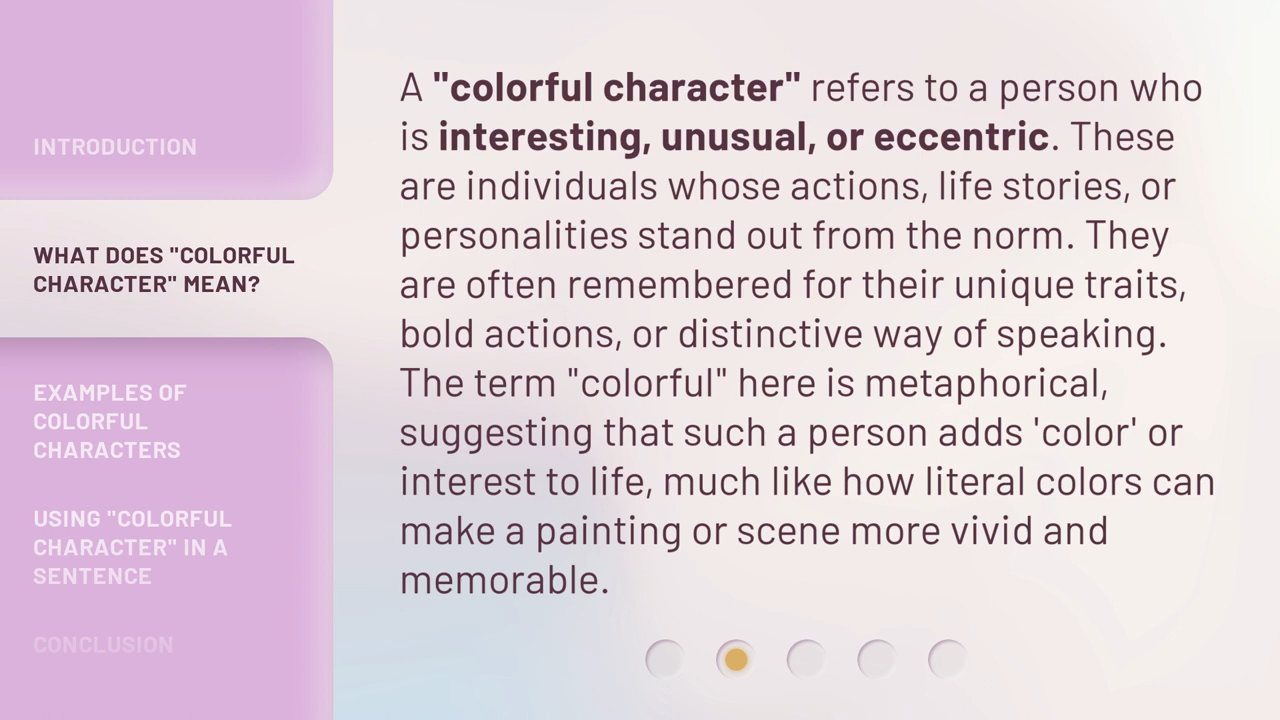 INTRODUCTION
WHAT DOES "COLORFUL
CHARACTER" MEAN?
EXAMPLES OF
COLORFUL
CHARACTERS
USING "COLORFUL
CHARACTER" IN A
SENTENCE
CONCLUSION
A "colorful character" refers to a person who
is interesting, unusual, or eccentric. These
are individuals whose actions, life stories, or
personalities stand out from the norm. They
are often remembered for their unique traits,
bold actions, or distinctive way of speaking.
The term "colorful" here is metaphorical,
suggesting that such a person adds 'color' or
interest to life, much like how literal colors can
make a painting or scene more vivid and
memorable.